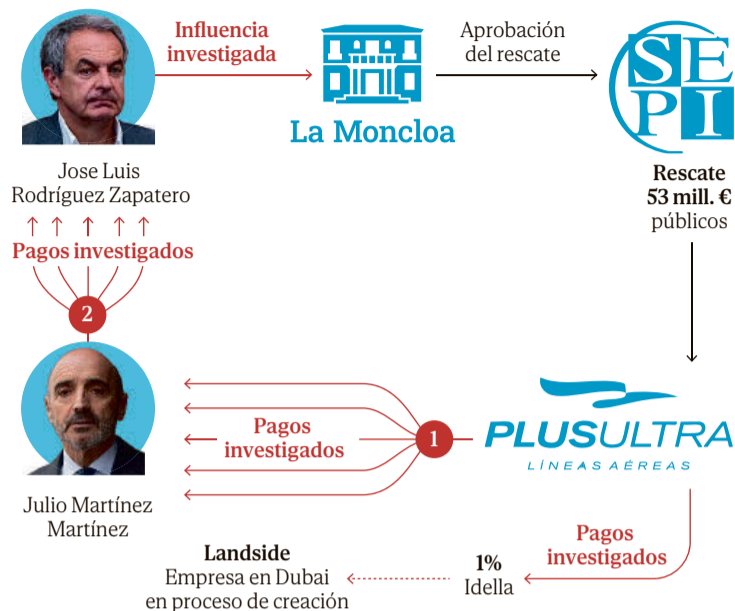 Influencia
investigada
Aprobación
del rescate
La Moncloa
SE
PI
Jose Luis
Rodríguez Zapatero
Rescate
53 mill. €
públicos
Pagos investigados
2
1
Pagos
investigados
PLUSULTRA
LÍNEAS AÉREAS
Julio Martínez
Martínez
Pagos
investigados
Landside
Empresa en Dubai
en proceso de creación
1%
Idella